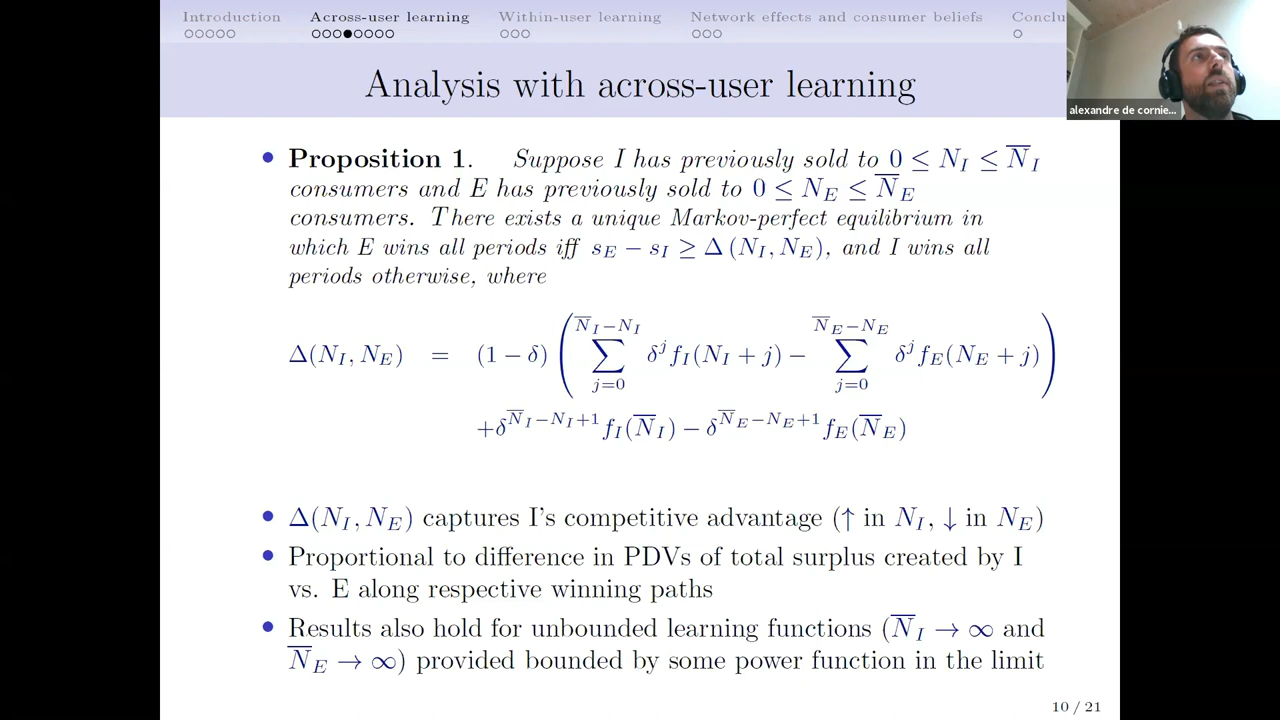 Introduction Across-user learning Within-user learning Network effects and consumer beliefs Conclu
alexandre de cornie...
Analysis with across-user learning
• Proposition 1. Suppose I has previously sold to 0 ≤ N_I ≤ N̅_I
consumers and E has previously sold to 0 ≤ N_E ≤ N̅_E
consumers. There exists a unique Markov-perfect equilibrium in
which E wins all periods iff s_E − s_I ≥ Δ (N_I, N_E), and I wins all
periods otherwise, where
Δ(N_I, N_E) = (1 − δ) ( ∑_{j=0}^{N̅_I−N_I} δ^j f_I(N_I + j) − ∑_{j=0}^{N̅_E−N_E} δ^j f_E(N_E + j) )
+δ^{N̅_I−N_I+1} f_I(N̅_I) − δ^{N̅_E−N_E+1} f_E(N̅_E)
• Δ(N_I, N_E) captures I's competitive advantage (↑ in N_I, ↓ in N_E)
• Proportional to difference in PDVs of total surplus created by I
vs. E along respective winning paths
• Results also hold for unbounded learning functions (N̅_I → ∞ and
N̅_E → ∞) provided bounded by some power function in the limit
10 / 21